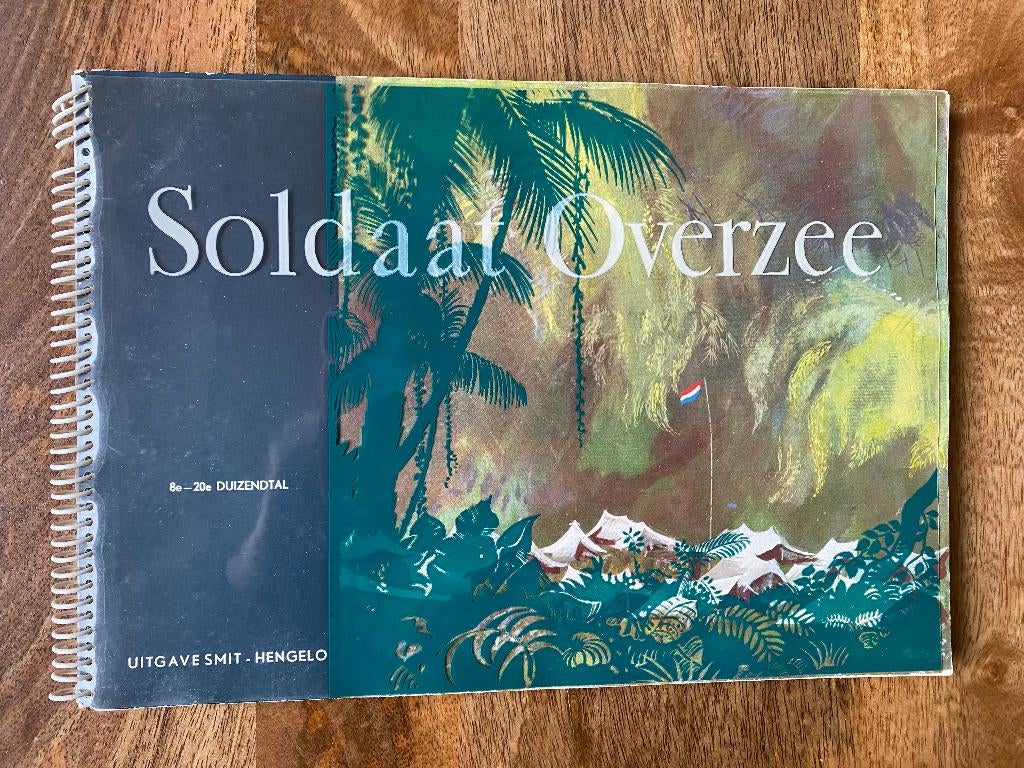 Soldaat Overzee
8e—20e DUIZENDTAL
UITGAVE SMIT - HENGELO